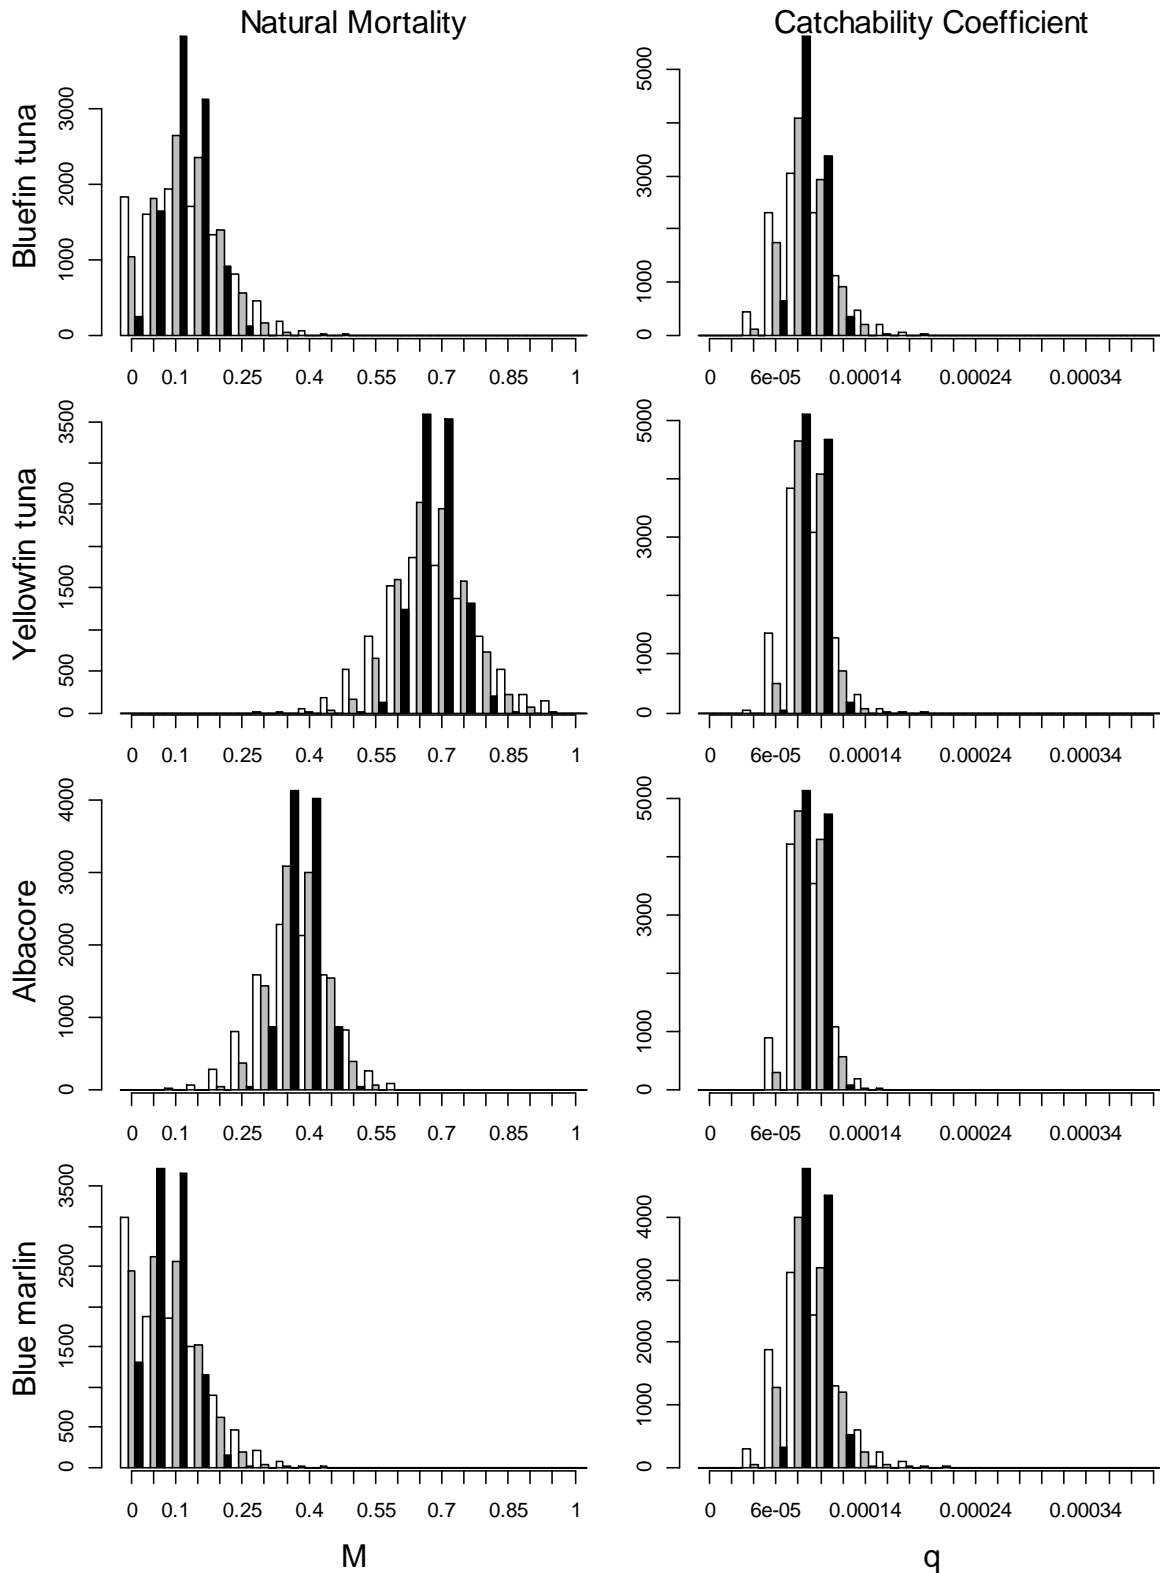 Natural Mortality
Catchability Coefficient
Bluefin tuna
0 1000 2000 3000
0 0.1 0.25 0.4 0.55 0.7 0.85 1
0 1000 3000 5000
0 6e-05 0.00014 0.00024 0.00034
Yellowfin tuna
0 500 1500 2500 3500
0 0.1 0.25 0.4 0.55 0.7 0.85 1
0 1000 3000 5000
0 6e-05 0.00014 0.00024 0.00034
Albacore
0 1000 2000 3000 4000
0 0.1 0.25 0.4 0.55 0.7 0.85 1
0 1000 3000 5000
0 6e-05 0.00014 0.00024 0.00034
Blue marlin
0 500 1500 2500 3500
0 0.1 0.25 0.4 0.55 0.7 0.85 1
0 1000 2000 3000 4000
0 6e-05 0.00014 0.00024 0.00034
M
q